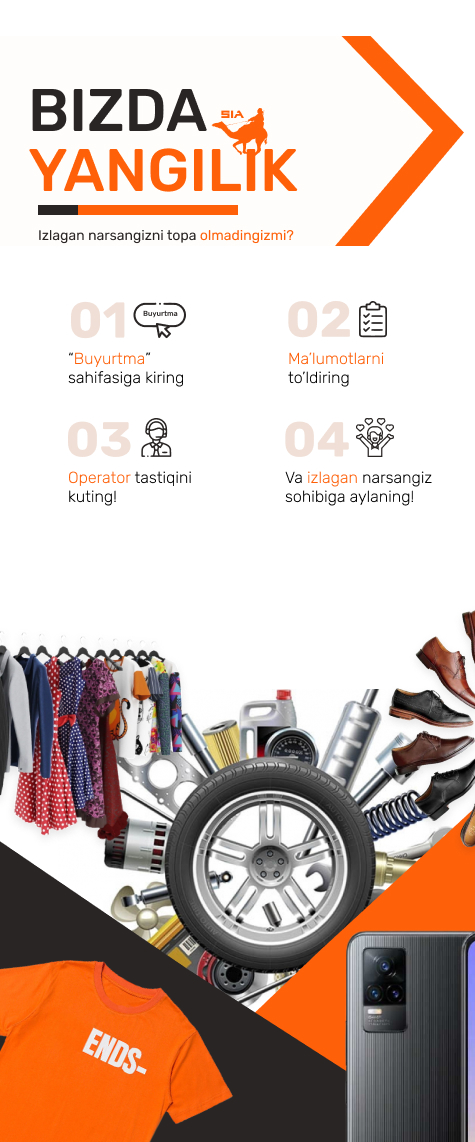 BIZDA
SIA
YANGILIK
Izlagan narsangizni topa olmadingizmi?
01
Buyurtma
02
“Buyurtma”
sahifasiga kiring
Ma’lumotlarni
to’ldiring
03
04
Operator tastiqini
kuting!
Va izlagan narsangiz
sohibiga aylaning!
ENDS-